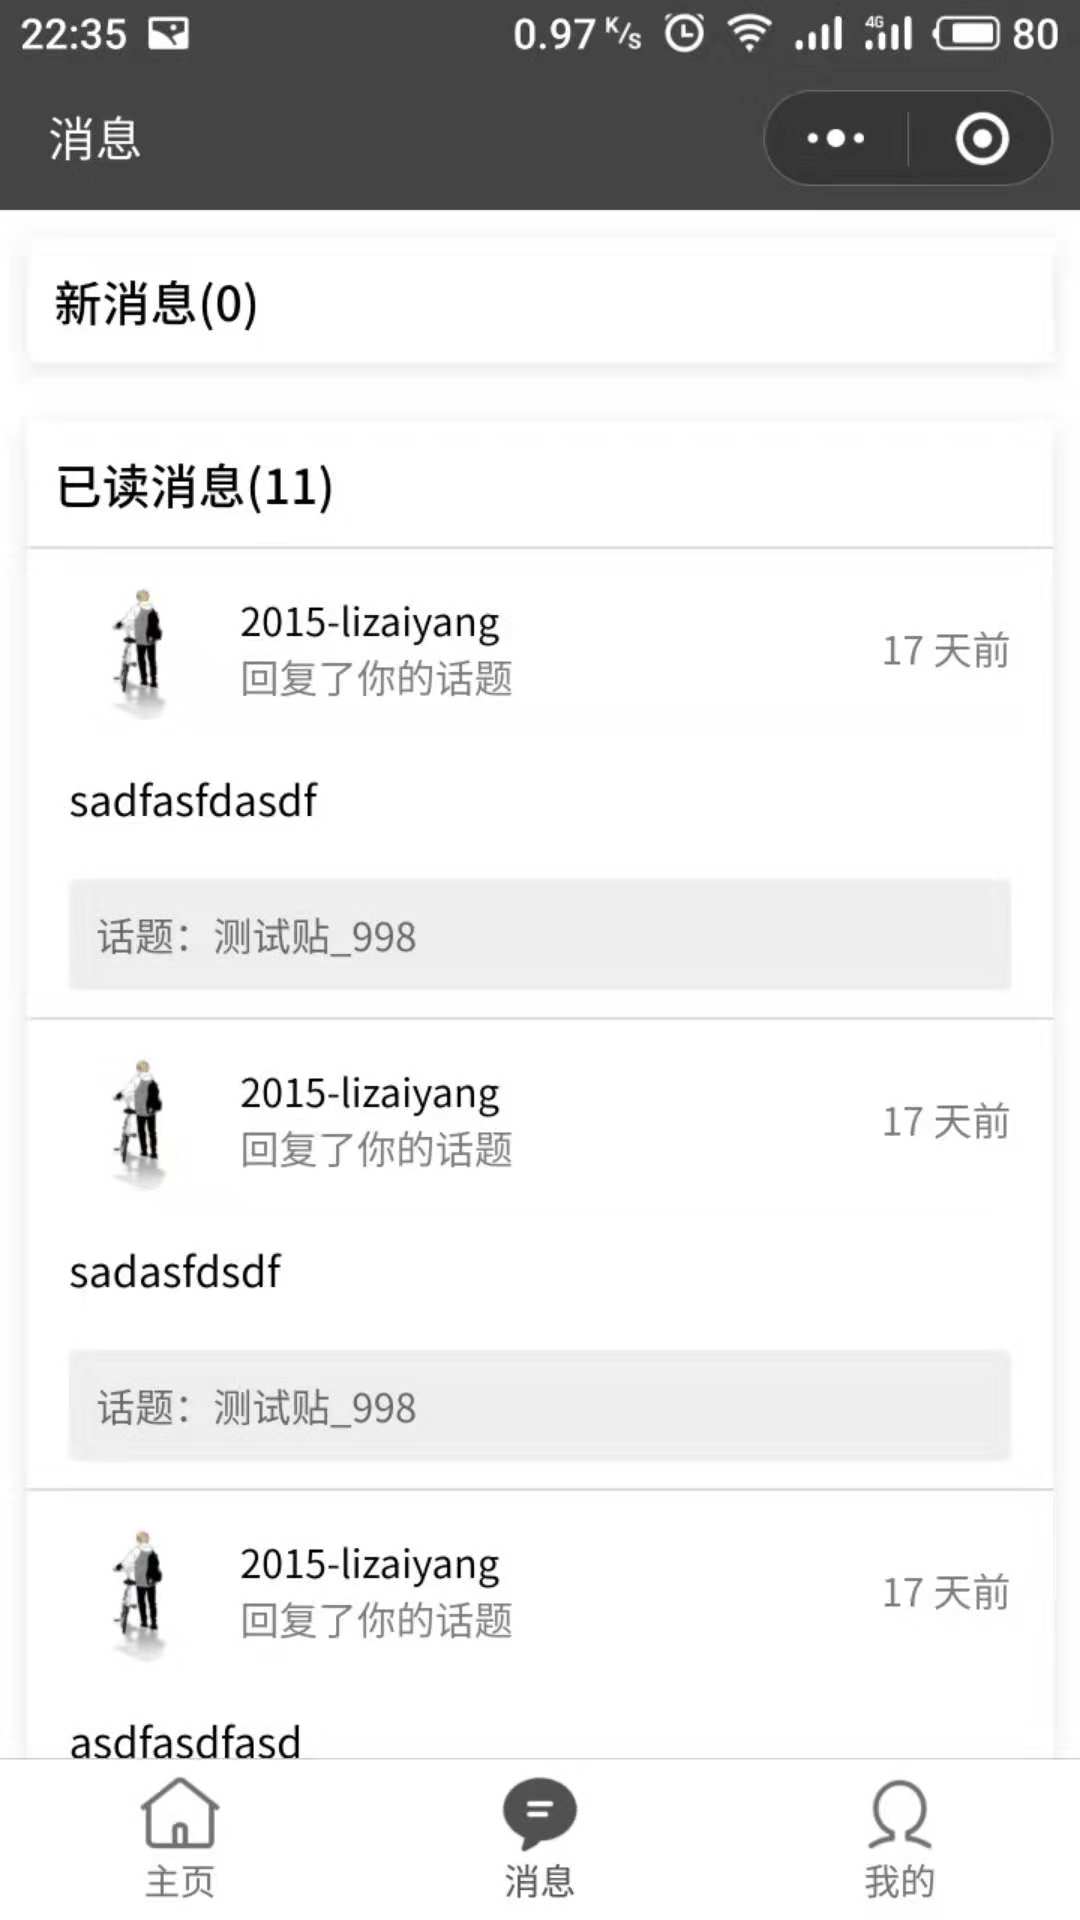 22:35 0.97 K/s 4G 80
消息
新消息(0)
已读消息(11)
2015-lizaiyang
回复了你的话题
17 天前
sadfasfdasdf
话题：测试贴_998
2015-lizaiyang
回复了你的话题
17 天前
sadasfdsdf
话题：测试贴_998
2015-lizaiyang
回复了你的话题
17 天前
asdfasdfasd
主页 消息 我的